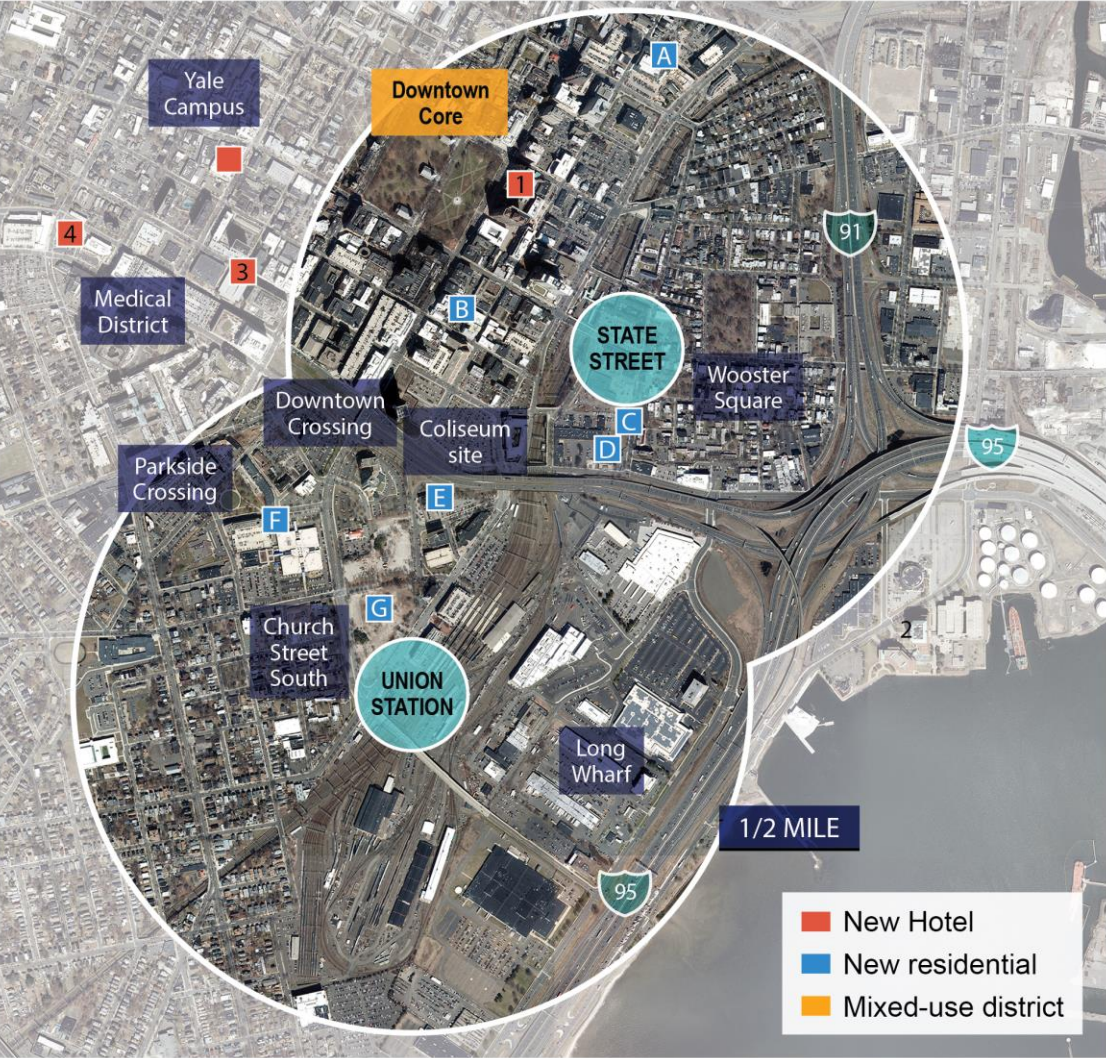 A
Yale
Campus
Downtown
Core
1
4
3
91
Medical
District
B
STATE
STREET
Wooster
Square
Downtown
Crossing
Coliseum
site
C
D
95
Parkside
Crossing
E
F
G
Church
Street
South
2
UNION
STATION
Long
Wharf
1/2 MILE
95
New Hotel
New residential
Mixed-use district